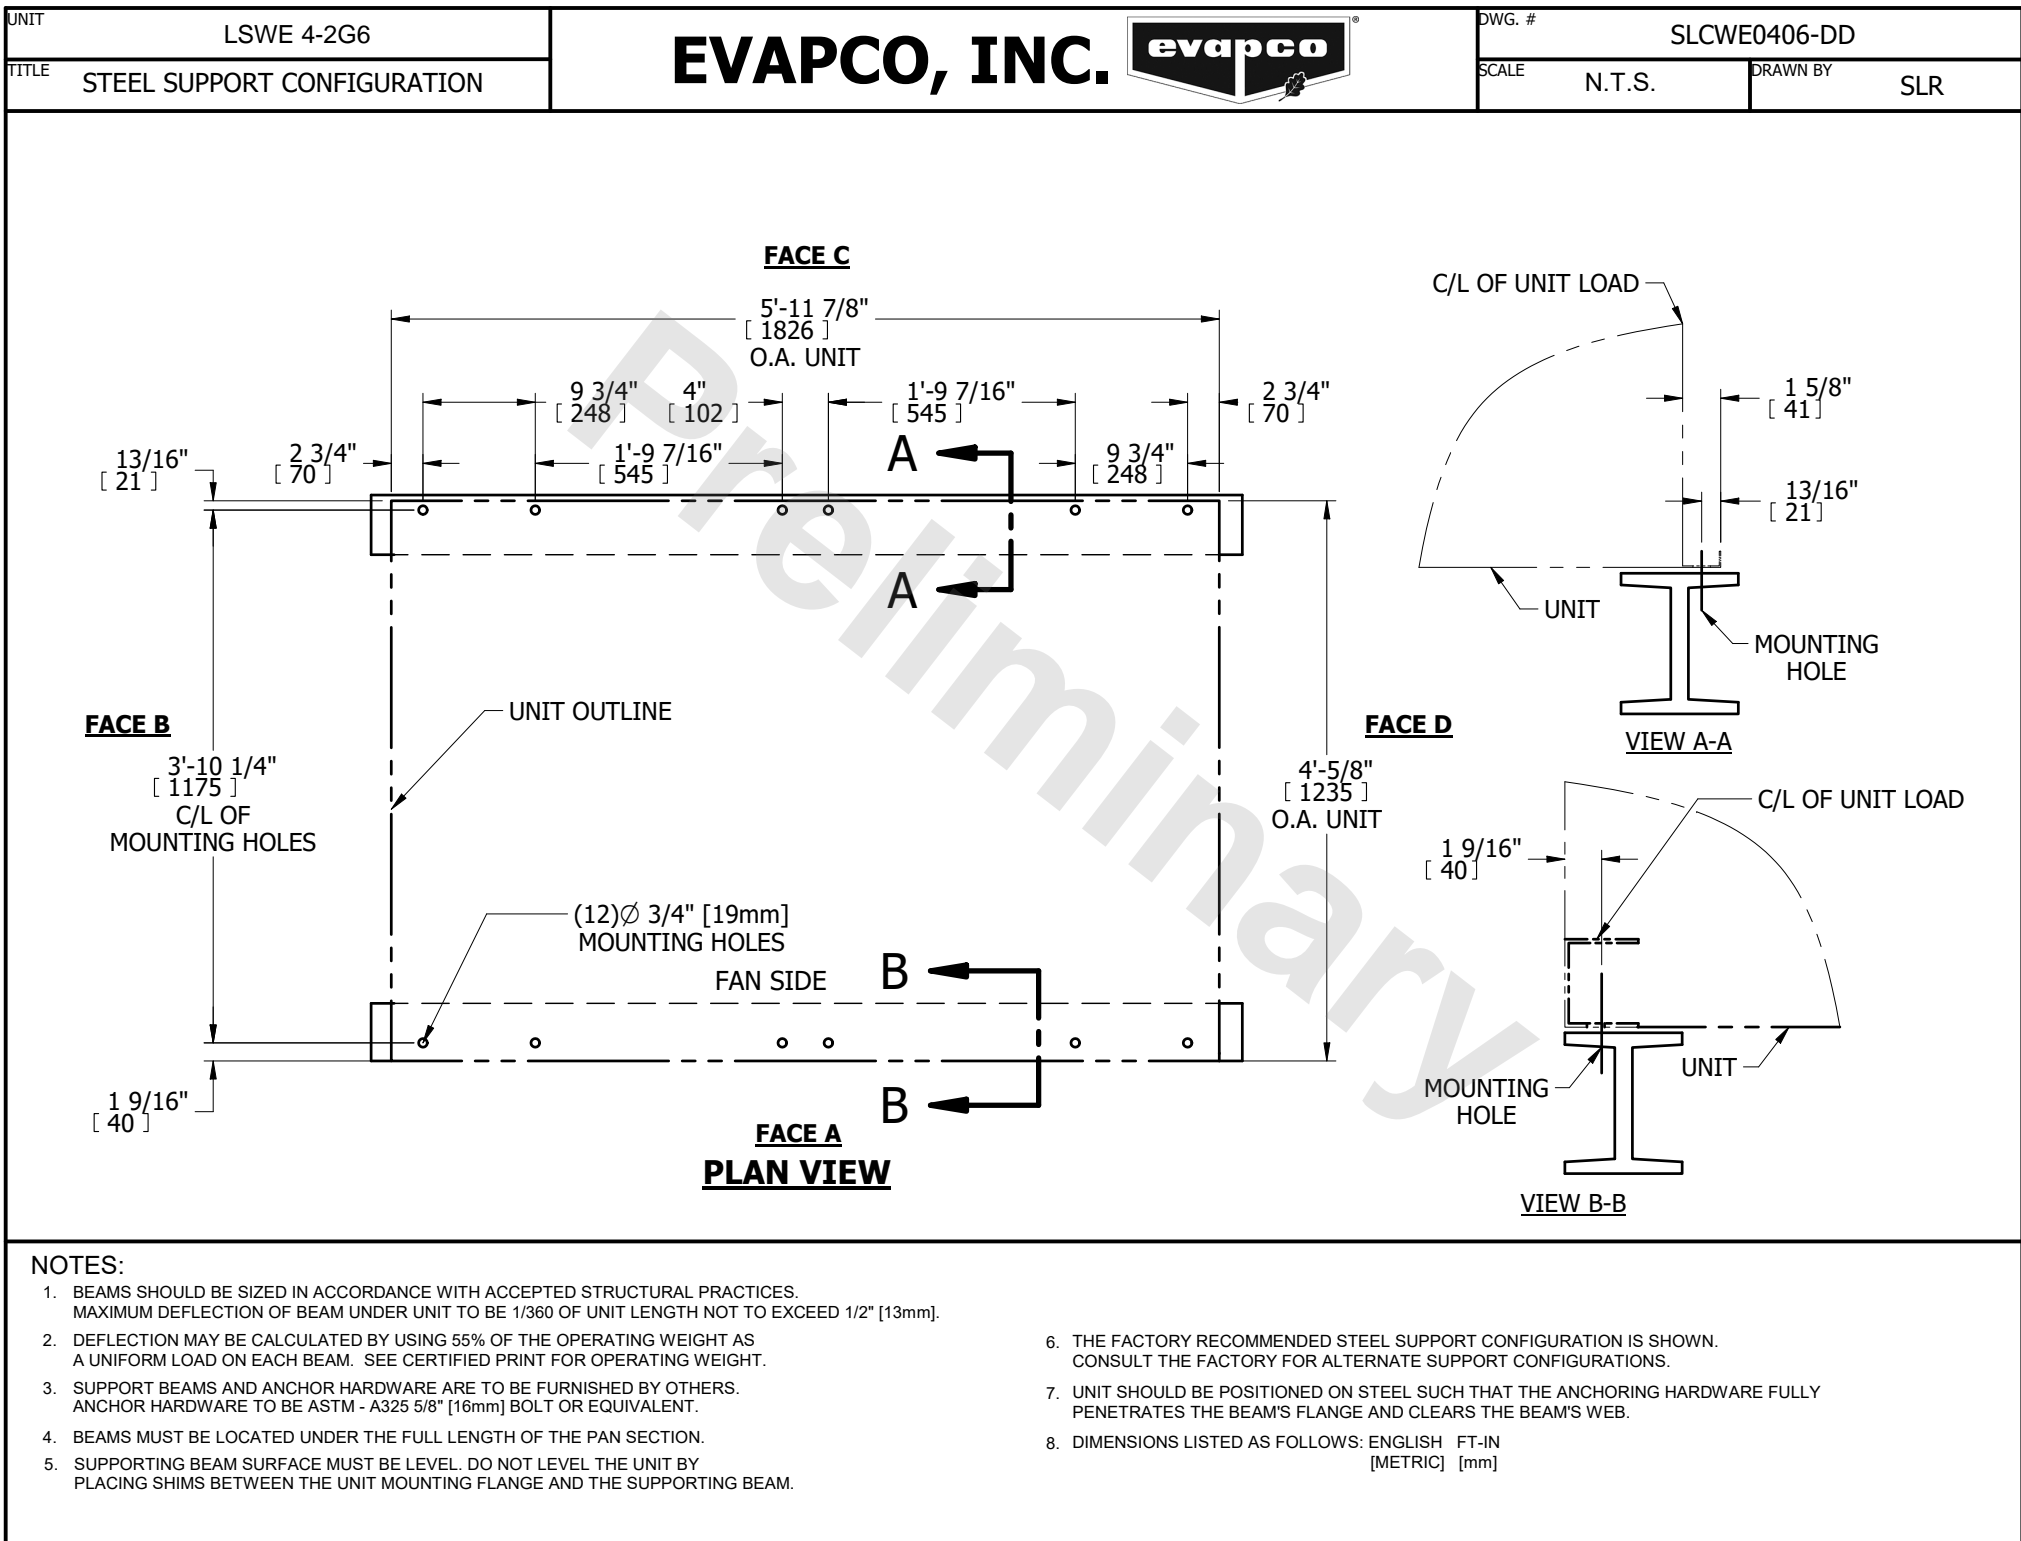 UNIT
LSWE 4-2G6
TITLE
STEEL SUPPORT CONFIGURATION
EVAPCO, INC.
evapco
®
DWG. #
SLCWE0406-DD
SCALE
N.T.S.
DRAWN BY
SLR
FACE C
5'-11 7/8"
[ 1826 ]
O.A. UNIT
9 3/4"
[ 248 ]
4"
[ 102 ]
1'-9 7/16"
[ 545 ]
2 3/4"
[ 70 ]
13/16"
[ 21 ]
2 3/4"
[ 70 ]
1'-9 7/16"
[ 545 ]
A
9 3/4"
[ 248 ]
A
UNIT OUTLINE
FACE B
3'-10 1/4"
[ 1175 ]
C/L OF
MOUNTING HOLES
FACE D
4'-5/8"
[ 1235 ]
O.A. UNIT
(12)Ø 3/4" [19mm]
MOUNTING HOLES
FAN SIDE
B
B
1 9/16"
[ 40 ]
FACE A
PLAN VIEW
Preliminary
C/L OF UNIT LOAD
1 5/8"
[ 41 ]
13/16"
[ 21 ]
UNIT
MOUNTING
HOLE
VIEW A-A
C/L OF UNIT LOAD
1 9/16"
[ 40 ]
UNIT
MOUNTING
HOLE
VIEW B-B
NOTES:
1. BEAMS SHOULD BE SIZED IN ACCORDANCE WITH ACCEPTED STRUCTURAL PRACTICES.
MAXIMUM DEFLECTION OF BEAM UNDER UNIT TO BE 1/360 OF UNIT LENGTH NOT TO EXCEED 1/2" [13mm].
2. DEFLECTION MAY BE CALCULATED BY USING 55% OF THE OPERATING WEIGHT AS
A UNIFORM LOAD ON EACH BEAM. SEE CERTIFIED PRINT FOR OPERATING WEIGHT.
3. SUPPORT BEAMS AND ANCHOR HARDWARE ARE TO BE FURNISHED BY OTHERS.
ANCHOR HARDWARE TO BE ASTM - A325 5/8" [16mm] BOLT OR EQUIVALENT.
4. BEAMS MUST BE LOCATED UNDER THE FULL LENGTH OF THE PAN SECTION.
5. SUPPORTING BEAM SURFACE MUST BE LEVEL. DO NOT LEVEL THE UNIT BY
PLACING SHIMS BETWEEN THE UNIT MOUNTING FLANGE AND THE SUPPORTING BEAM.
6. THE FACTORY RECOMMENDED STEEL SUPPORT CONFIGURATION IS SHOWN.
CONSULT THE FACTORY FOR ALTERNATE SUPPORT CONFIGURATIONS.
7. UNIT SHOULD BE POSITIONED ON STEEL SUCH THAT THE ANCHORING HARDWARE FULLY
PENETRATES THE BEAM'S FLANGE AND CLEARS THE BEAM'S WEB.
8. DIMENSIONS LISTED AS FOLLOWS: ENGLISH FT-IN
[METRIC] [mm]